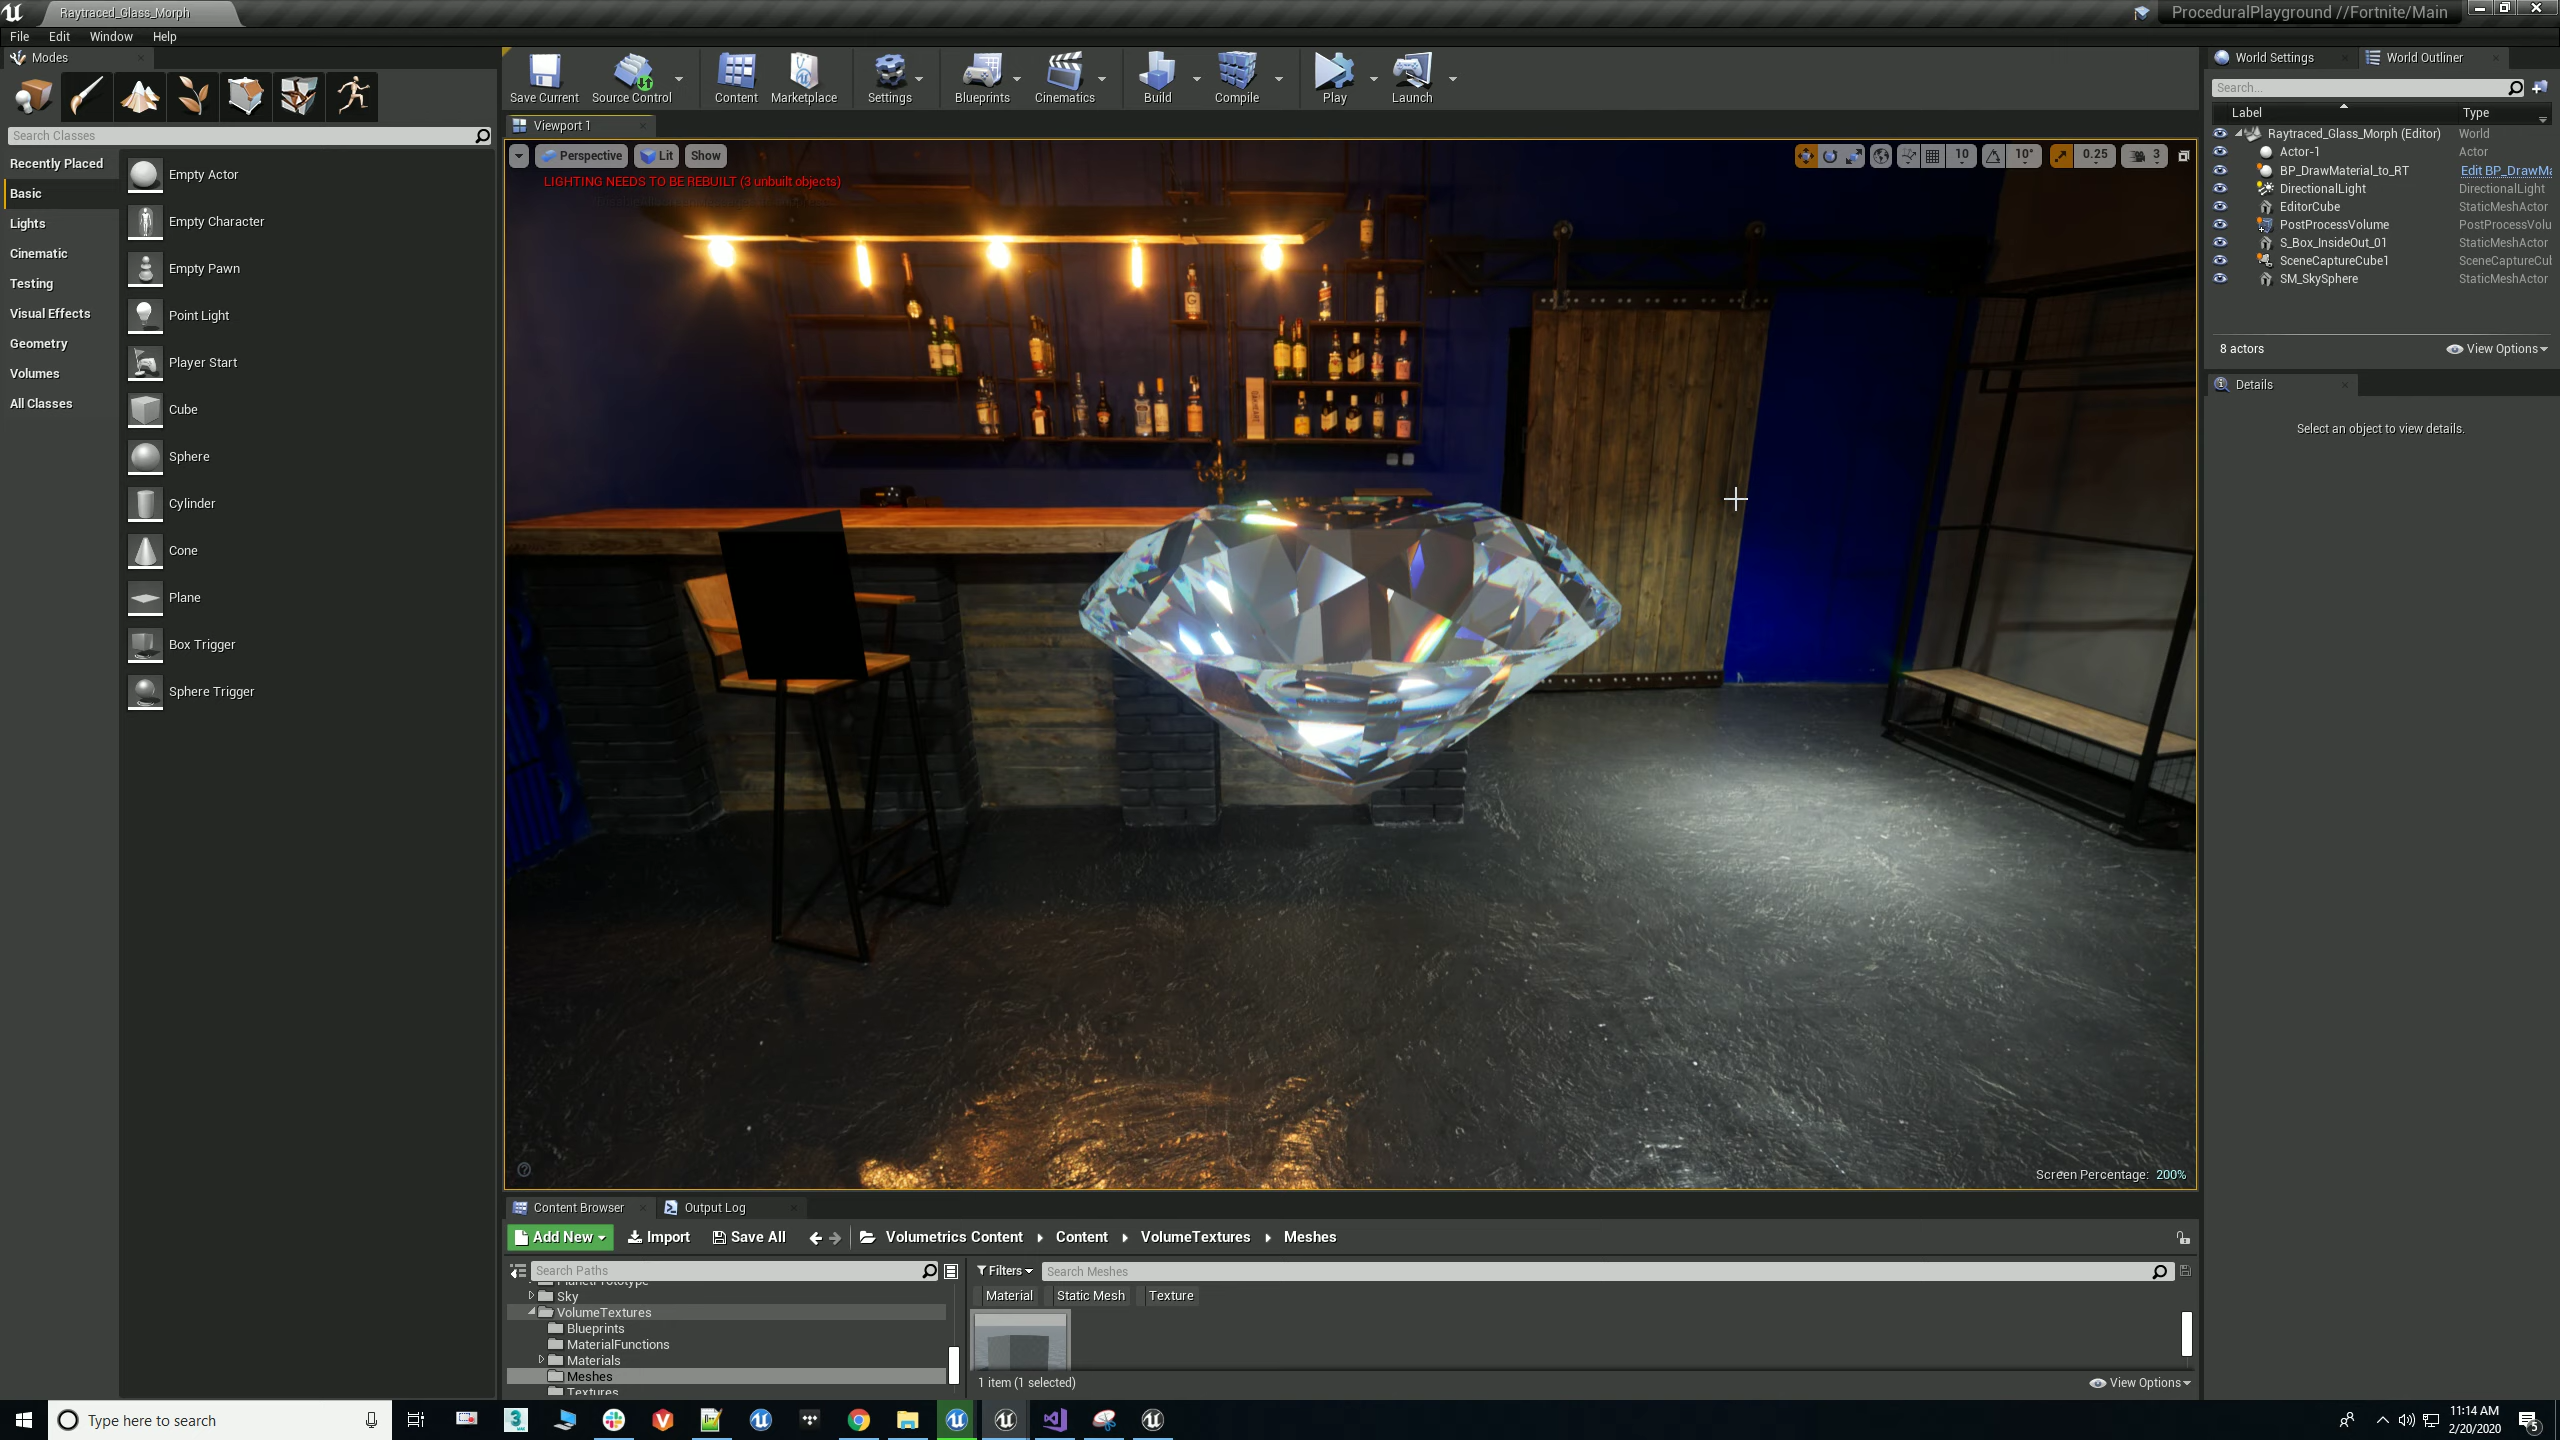 Raytraced_Glass_Morph
ProceduralPlayground //Fortnite/Main
File Edit Window Help
Modes
Search Classes
Recently Placed
Basic
Lights
Cinematic
Testing
Visual Effects
Geometry
Volumes
All Classes
Empty Actor
Empty Character
Empty Pawn
Point Light
Player Start
Cube
Sphere
Cylinder
Cone
Plane
Box Trigger
Sphere Trigger
Save Current Source Control Content Marketplace Settings Blueprints Cinematics Build Compile Play Launch
Viewport 1
Perspective Lit Show
10 10° 0.25 3
LIGHTING NEEDS TO BE REBUILT (3 unbuilt objects)
Screen Percentage: 200%
World Settings World Outliner
Search...
Label Type
Raytraced_Glass_Morph (Editor) World
Actor-1 Actor
BP_DrawMaterial_to_RT Edit BP_DrawMa
DirectionalLight DirectionalLight
EditorCube StaticMeshActor
PostProcessVolume PostProcessVolu
S_Box_InsideOut_01 StaticMeshActor
SceneCaptureCube1 SceneCaptureCub
SM_SkySphere StaticMeshActor
8 actors View Options
Details
Select an object to view details.
Content Browser Output Log
Add New Import Save All Volumetrics Content Content VolumeTextures Meshes
Search Paths
PlanetPrototype
Sky
VolumeTextures
Blueprints
MaterialFunctions
Materials
Meshes
Textures
Filters Search Meshes
Material Static Mesh Texture
1 item (1 selected) View Options
Type here to search
11:14 AM
2/20/2020
5